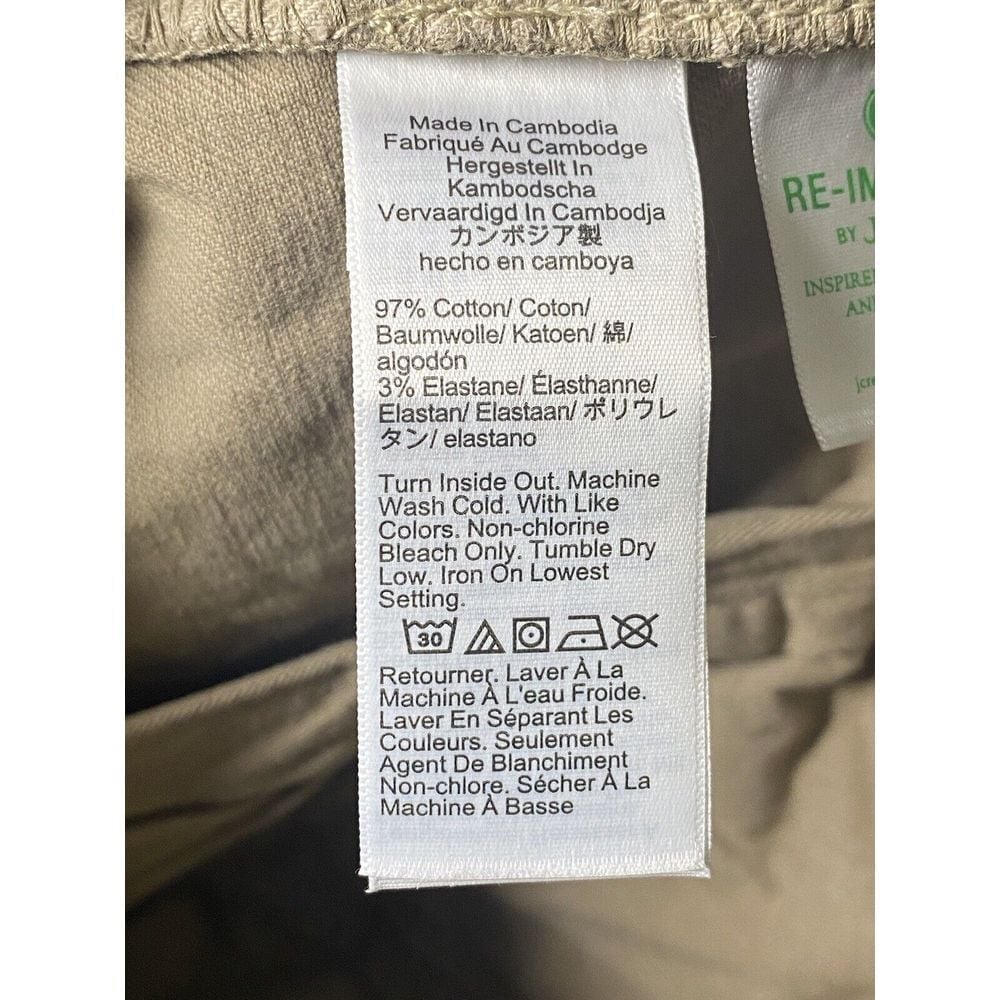 Made In Cambodia
Fabriqué Au Cambodge
Hergestellt In
Kambodscha
Vervaardigd In Cambodja
カンボジア製
hecho en camboya
97% Cotton/ Coton/
Baumwolle/ Katoen/ 綿/
algodón
3% Elastane/ Élasthanne/
Elastan/ Elastaan/ ポリウレ
タン/ elastano
Turn Inside Out. Machine
Wash Cold. With Like
Colors. Non-chlorine
Bleach Only. Tumble Dry
Low. Iron On Lowest
Setting.
30
Retourner. Laver À La
Machine À L'eau Froide.
Laver En Séparant Les
Couleurs. Seulement
Agent De Blanchiment
Non-chlore. Sécher À La
Machine À Basse
RE-IM
BY J
INSPIRE
AN
jcre